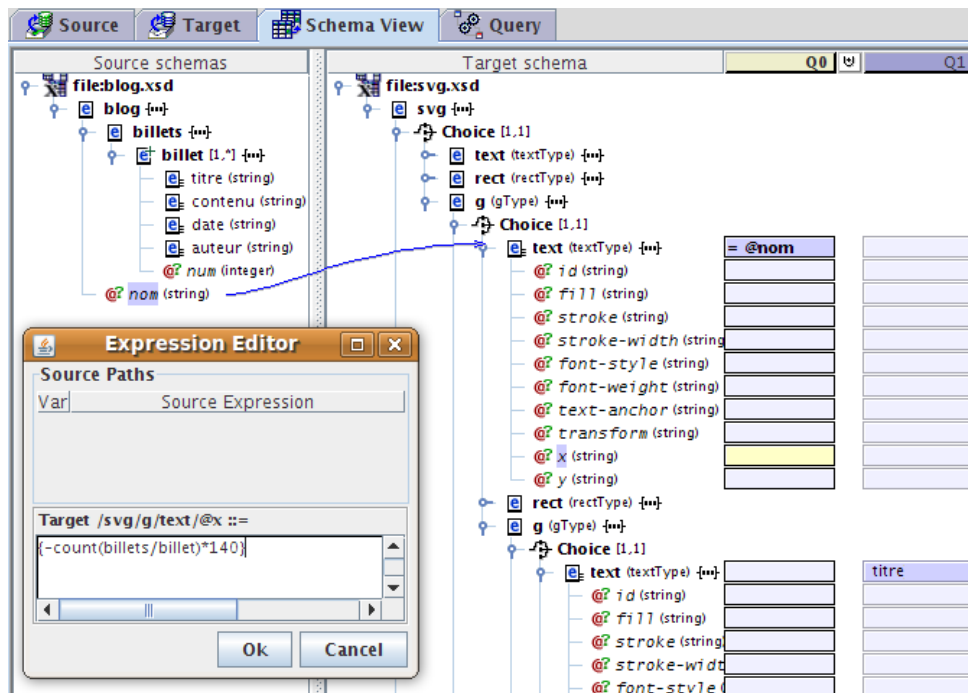 Source
Target
Schema View
Query
Source schemas
file:blog.xsd
blog
billets
billet [1,*]
titre (string)
contenu (string)
date (string)
auteur (string)
@? num (integer)
@? nom (string)
Target schema
Q0
Q1
file:svg.xsd
svg
Choice [1,1]
text (textType)
rect (rectType)
g (gType)
Choice [1,1]
text (textType)
= @nom
@? id (string)
@? fill (string)
@? stroke (string)
@? stroke-width (string
@? font-style (string)
@? font-weight (string)
@? text-anchor (string)
@? transform (string)
@? x (string)
@? y (string)
rect (rectType)
g (gType)
Choice [1,1]
text (textType)
titre
@? id (string)
@? fill (string)
@? stroke (string)
@? stroke-widt
@? font-style (
Expression Editor
Source Paths
Var
Source Expression
Target /svg/g/text/@x ::=
{-count(billets/billet)*140}
Ok
Cancel